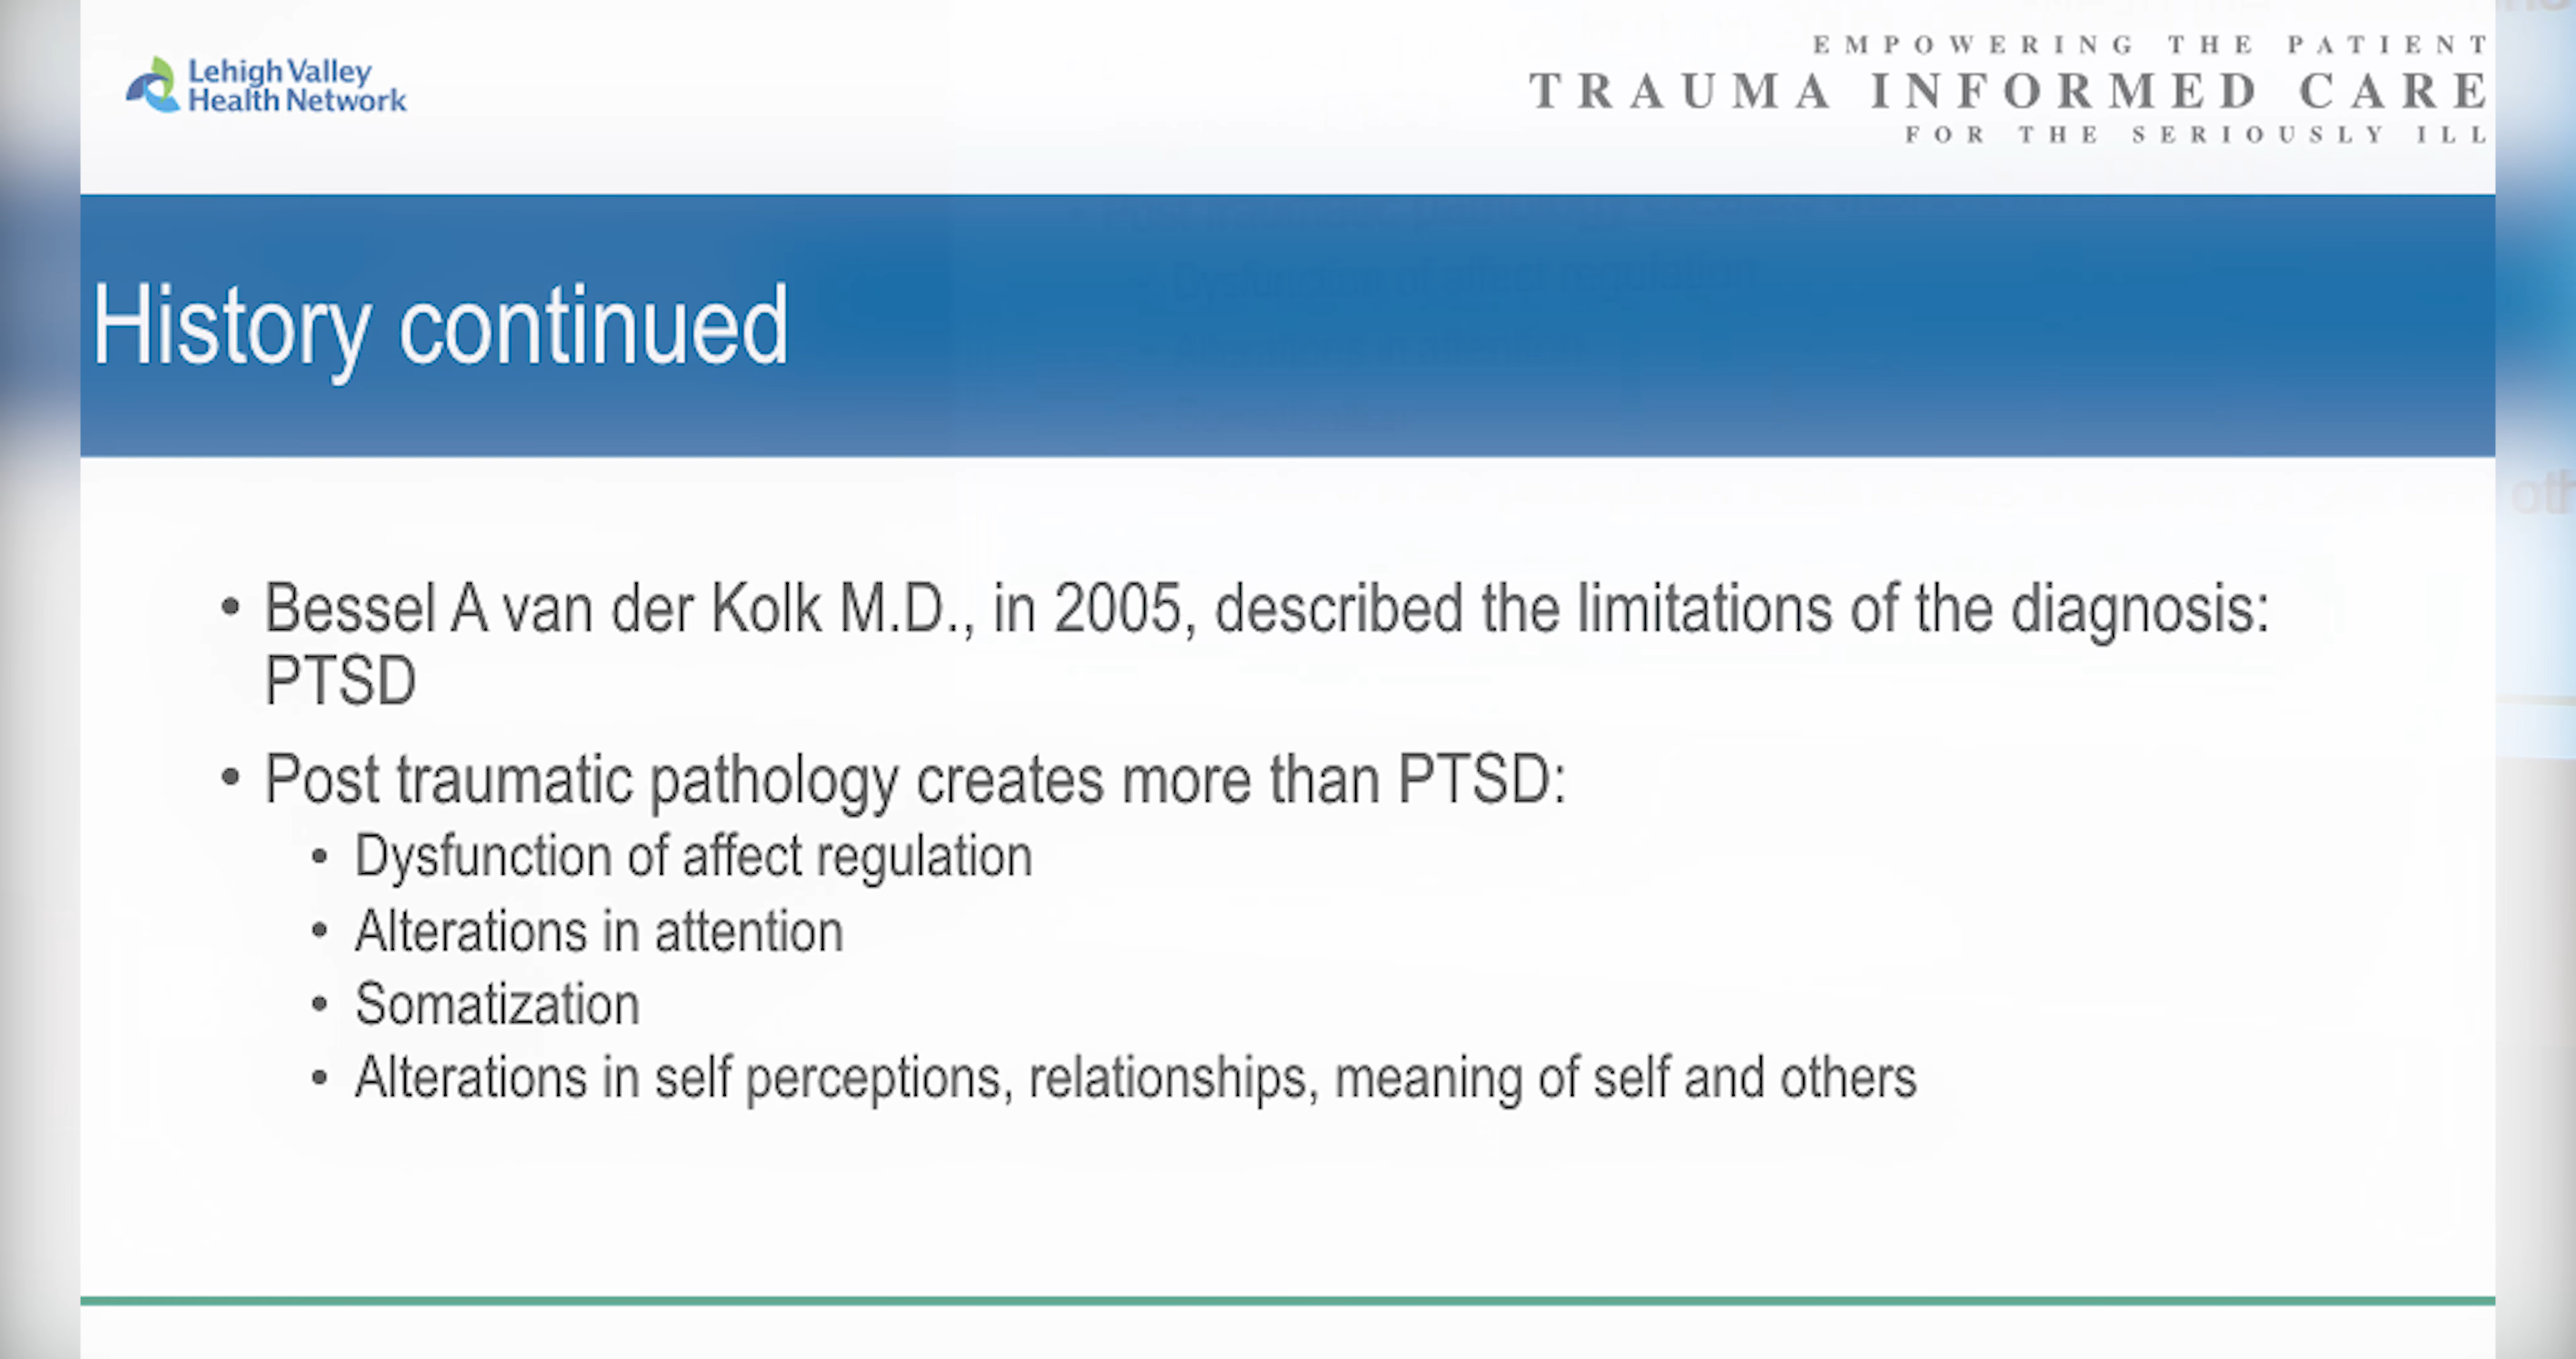 Lehigh Valley
Health Network
EMPOWERING THE PATIENT
TRAUMA INFORMED CARE
FOR THE SERIOUSLY ILL
History continued
• Bessel A van der Kolk M.D., in 2005, described the limitations of the diagnosis:
PTSD
• Post traumatic pathology creates more than PTSD:
• Dysfunction of affect regulation
• Alterations in attention
• Somatization
• Alterations in self perceptions, relationships, meaning of self and others